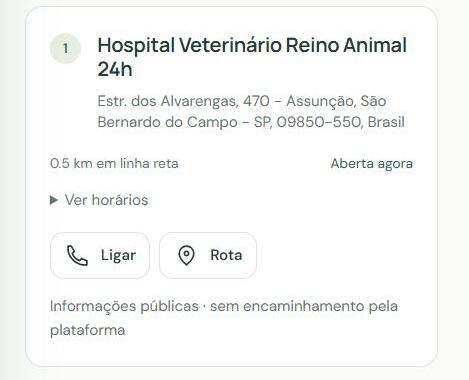 1
Hospital Veterinário Reino Animal
24h
Estr. dos Alvarengas, 470 - Assunção, São
Bernardo do Campo - SP, 09850-550, Brasil
0.5 km em linha reta
Aberta agora
▶ Ver horários
Ligar
Rota
Informações públicas · sem encaminhamento pela
plataforma